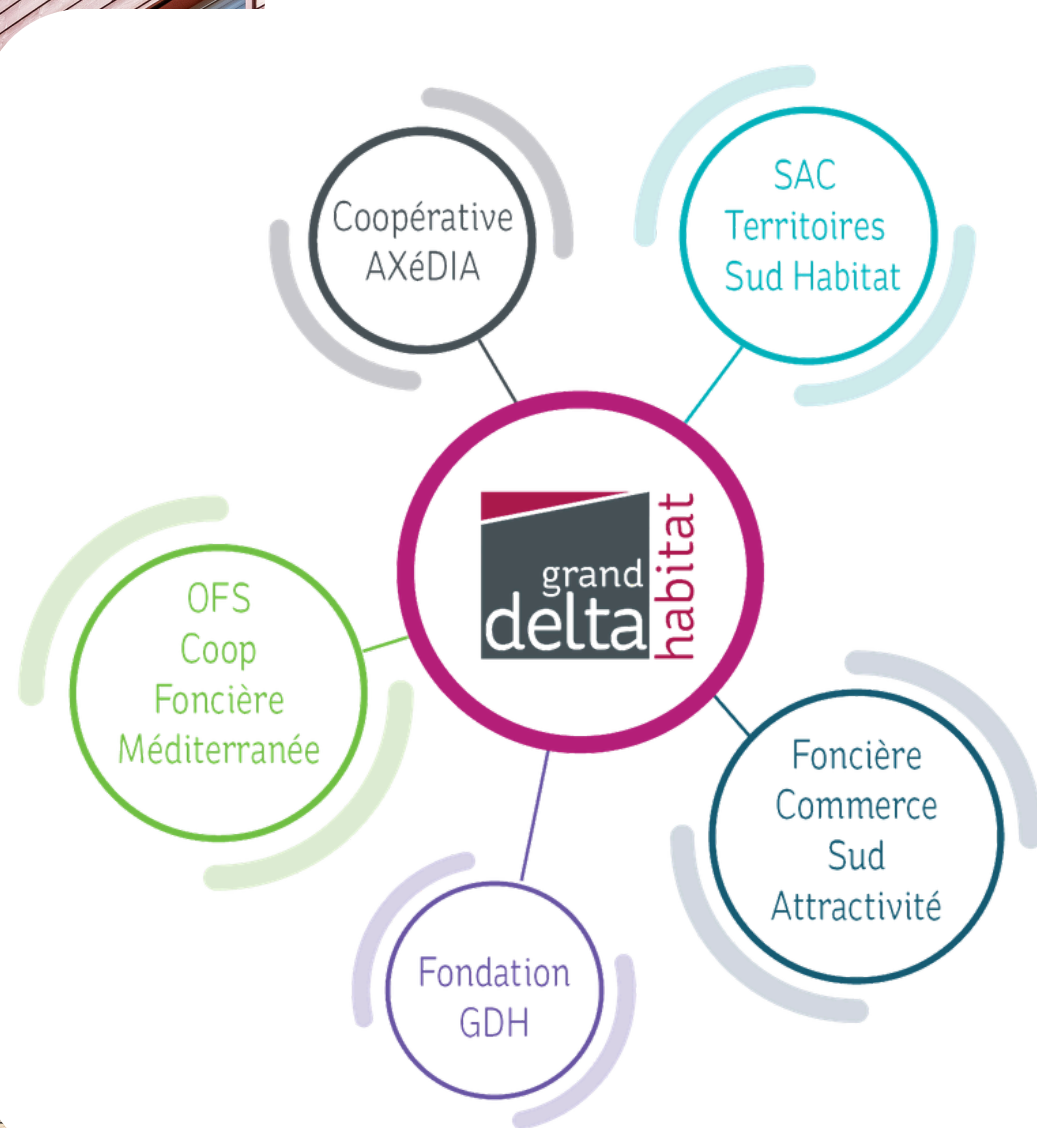 Coopérative
AXéDIA
SAC
Territoires
Sud Habitat
grand
delta
habitat
OFS
Coop
Foncière
Méditerranée
Foncière
Commerce
Sud
Attractivité
Fondation
GDH